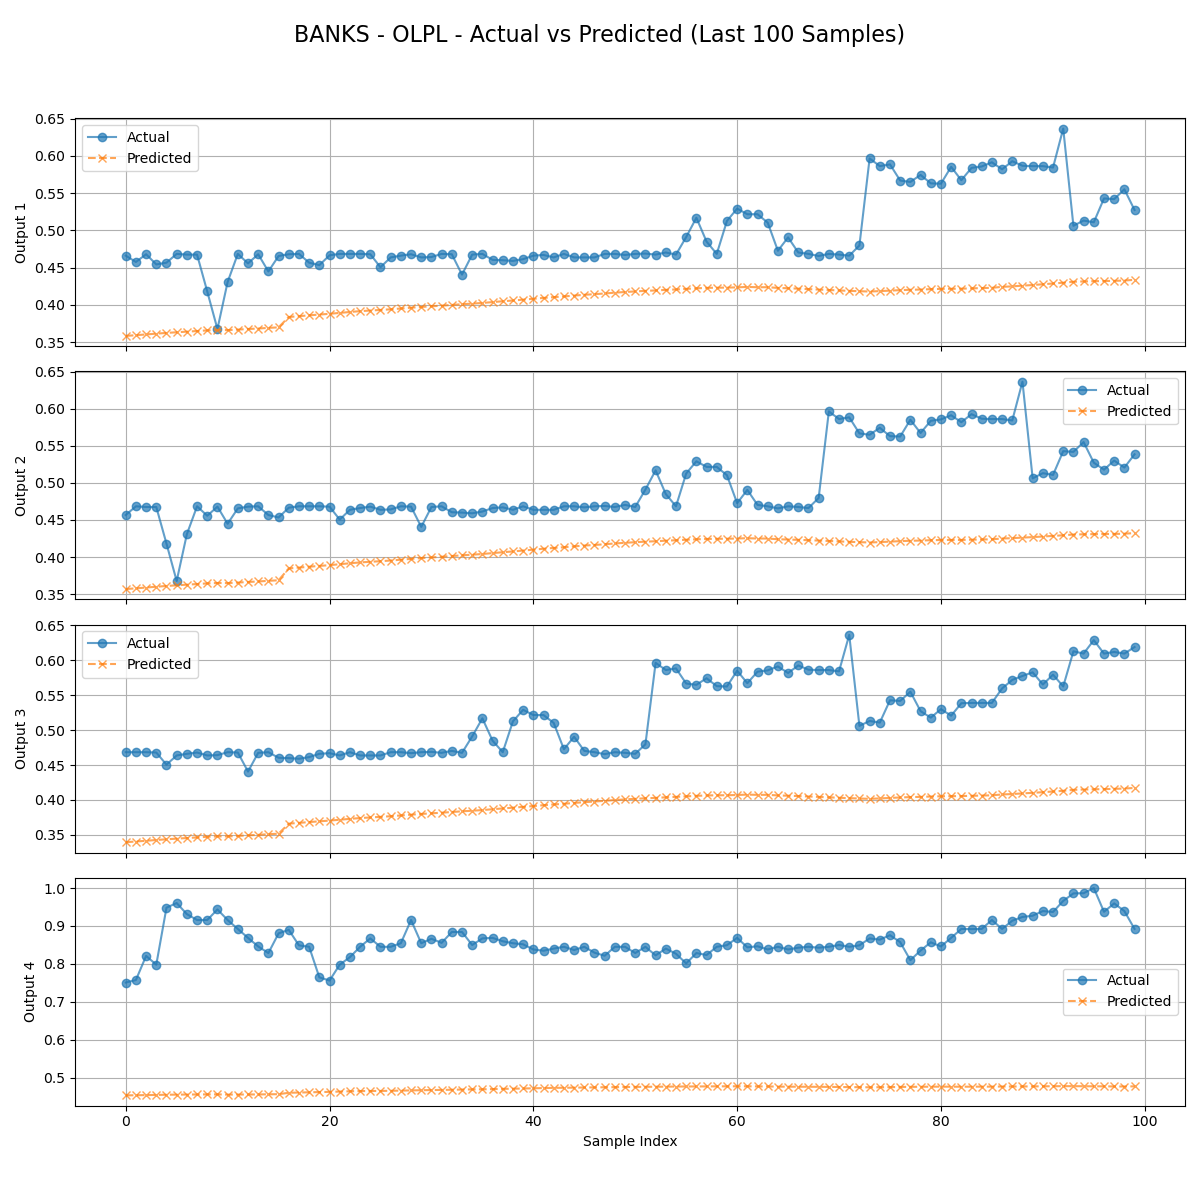 BANKS - OLPL - Actual vs Predicted (Last 100 Samples)
Output 1
0.65
0.60
0.55
0.50
0.45
0.40
0.35
Actual
Predicted
Output 2
0.65
0.60
0.55
0.50
0.45
0.40
0.35
Actual
Predicted
Output 3
0.65
0.60
0.55
0.50
0.45
0.40
0.35
Actual
Predicted
Output 4
1.0
0.9
0.8
0.7
0.6
0.5
Actual
Predicted
0 20 40 60 80 100
Sample Index